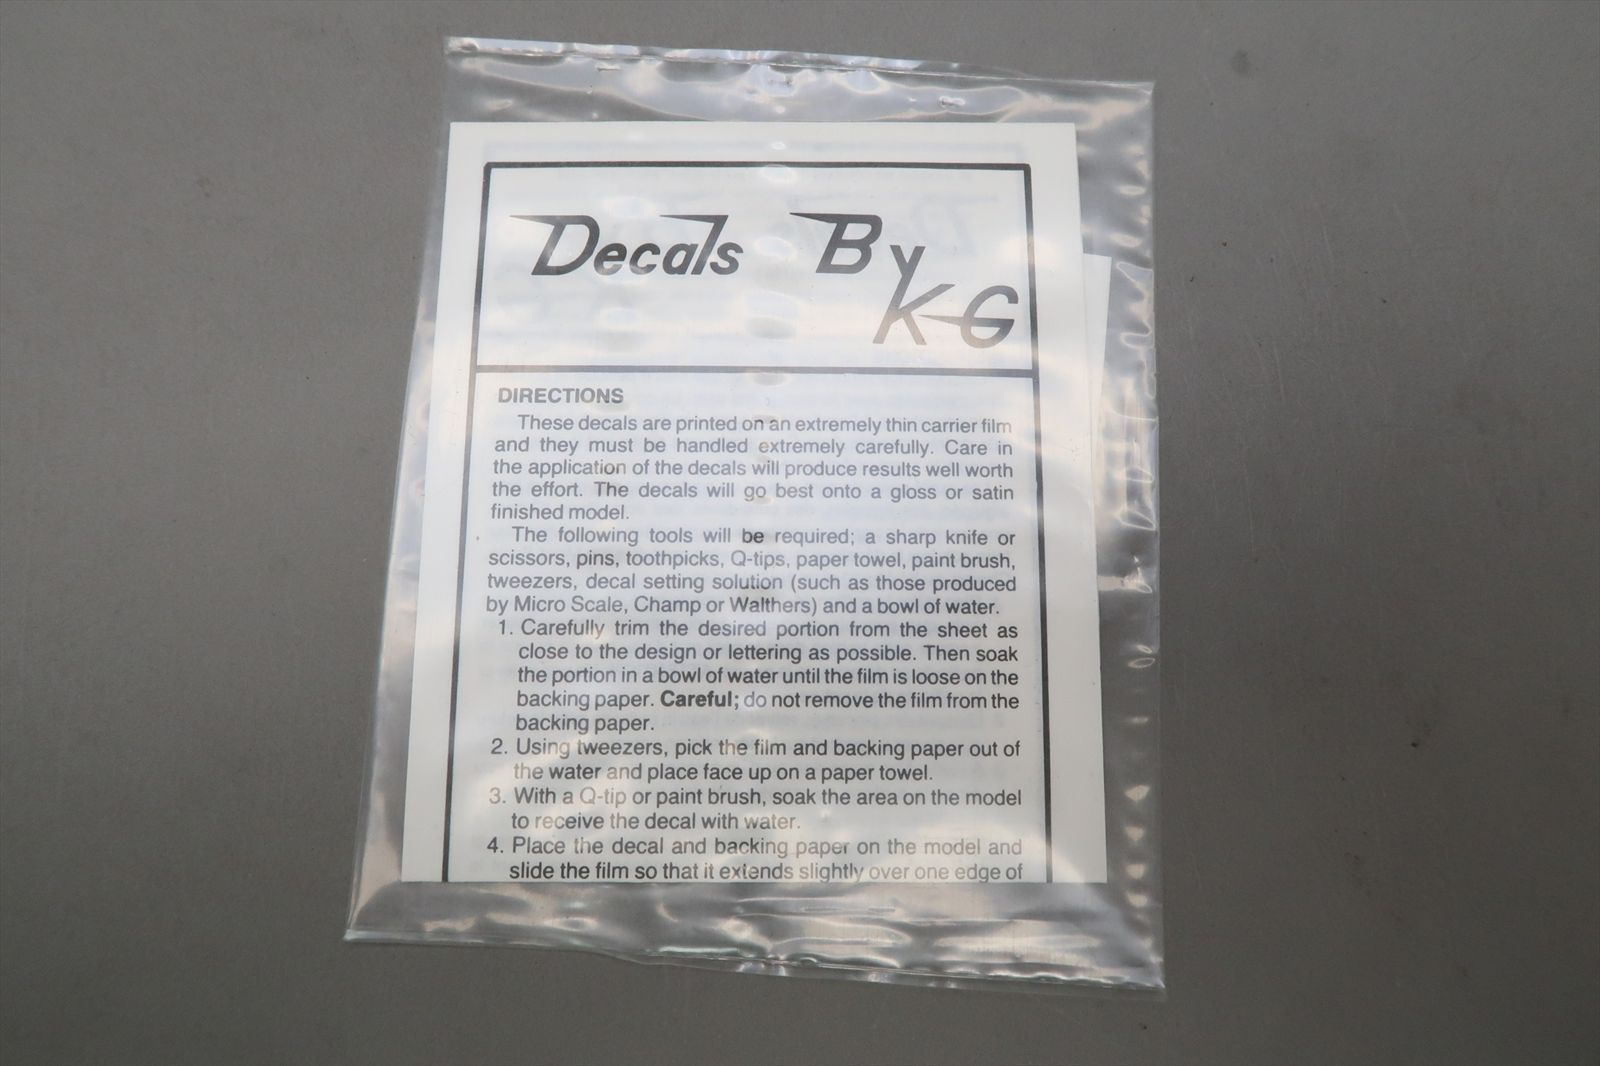 Decals By
K-G
DIRECTIONS
These decals are printed on an extremely thin carrier film
and they must be handled extremely carefully. Care in
the application of the decals will produce results well worth
the effort. The decals will go best onto a gloss or satin
finished model.
The following tools will be required; a sharp knife or
scissors, pins, toothpicks, Q-tips, paper towel, paint brush,
tweezers, decal setting solution (such as those produced
by Micro Scale, Champ or Walthers) and a bowl of water.
1. Carefully trim the desired portion from the sheet as
close to the design or lettering as possible. Then soak
the portion in a bowl of water until the film is loose on the
backing paper. Careful; do not remove the film from the
backing paper.
2. Using tweezers, pick the film and backing paper out of
the water and place face up on a paper towel.
3. With a Q-tip or paint brush, soak the area on the model
to receive the decal with water.
4. Place the decal and backing paper on the model and
slide the film so that it extends slightly over one edge of